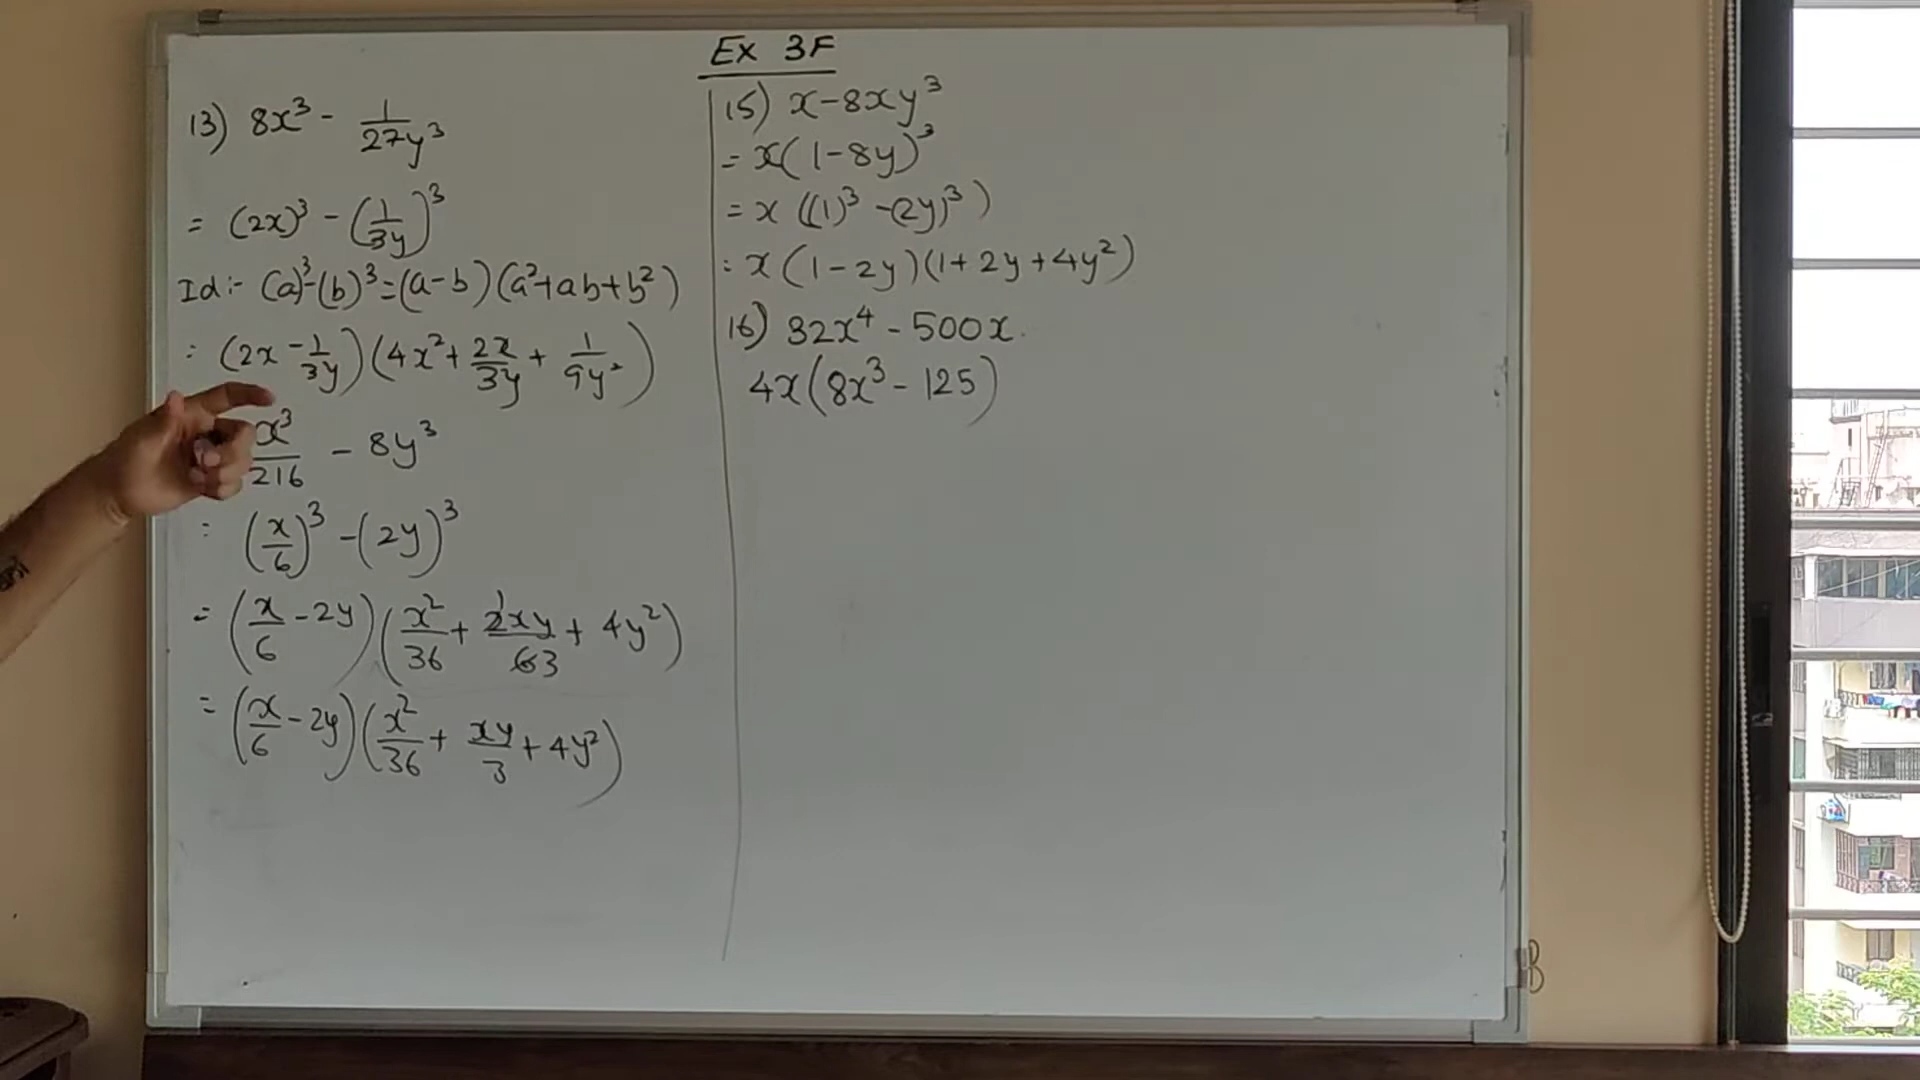 Ex 3F
13) 8x³ - 1/27y³
= (2x)³ - (1/3y)³
Id:- (a)³-(b)³=(a-b)(a²+ab+b²)
: (2x - 1/3y)(4x² + 2x/3y + 1/9y²)
x³/216 - 8y³
: (x/6)³ - (2y)³
= (x/6 - 2y)(x²/36 + 2̸¹xy/6̸3 + 4y²)
= (x/6 - 2y)(x²/36 + xy/3 + 4y²)
15) x-8xy³
= x(1-8y)³
= x ((1)³ -(2y)³)
: x (1-2y)(1+2y+4y²)
16) 32x⁴ - 500x.
4x(8x³ - 125)